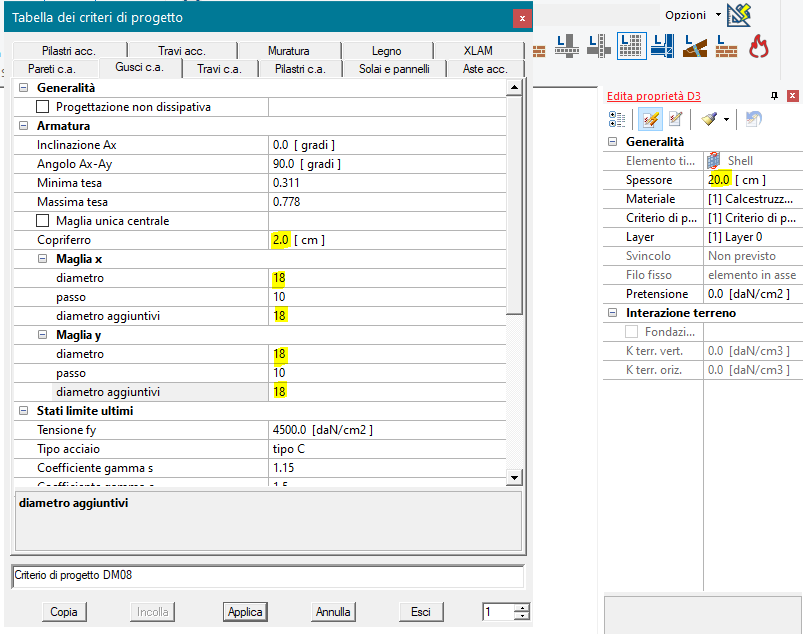 Tabella dei criteri di progetto
x
Pilastri acc. Travi acc. Muratura Legno XLAM
Pareti c.a. Gusci c.a. Travi c.a. Pilastri c.a. Solai e pannelli Aste acc.
Generalità
Progettazione non dissipativa
Armatura
Inclinazione Ax 0.0 [ gradi ]
Angolo Ax-Ay 90.0 [ gradi ]
Minima tesa 0.311
Massima tesa 0.778
Maglia unica centrale
Copriferro 2.0 [ cm ]
Maglia x
diametro 18
passo 10
diametro aggiuntivi 18
Maglia y
diametro 18
passo 10
diametro aggiuntivi 18
Stati limite ultimi
Tensione fy 4500.0 [daN/cm2 ]
Tipo acciaio tipo C
Coefficiente gamma s 1.15
diametro aggiuntivi
Criterio di progetto DM08
Copia Incolla Applica Annulla Esci 1
Opzioni
Edita proprietà D3
Generalità
Elemento ti... Shell
Spessore 20.0 [ cm ]
Materiale [1] Calcestruzz...
Criterio di p... [1] Criterio di p...
Layer [1] Layer 0
Svincolo Non previsto
Filo fisso elemento in asse
Pretensione 0.0 [daN/cm2 ]
Interazione terreno
Fondazi...
K terr. vert. 0.0 [daN/cm3 ]
K terr. oriz. 0.0 [daN/cm3 ]